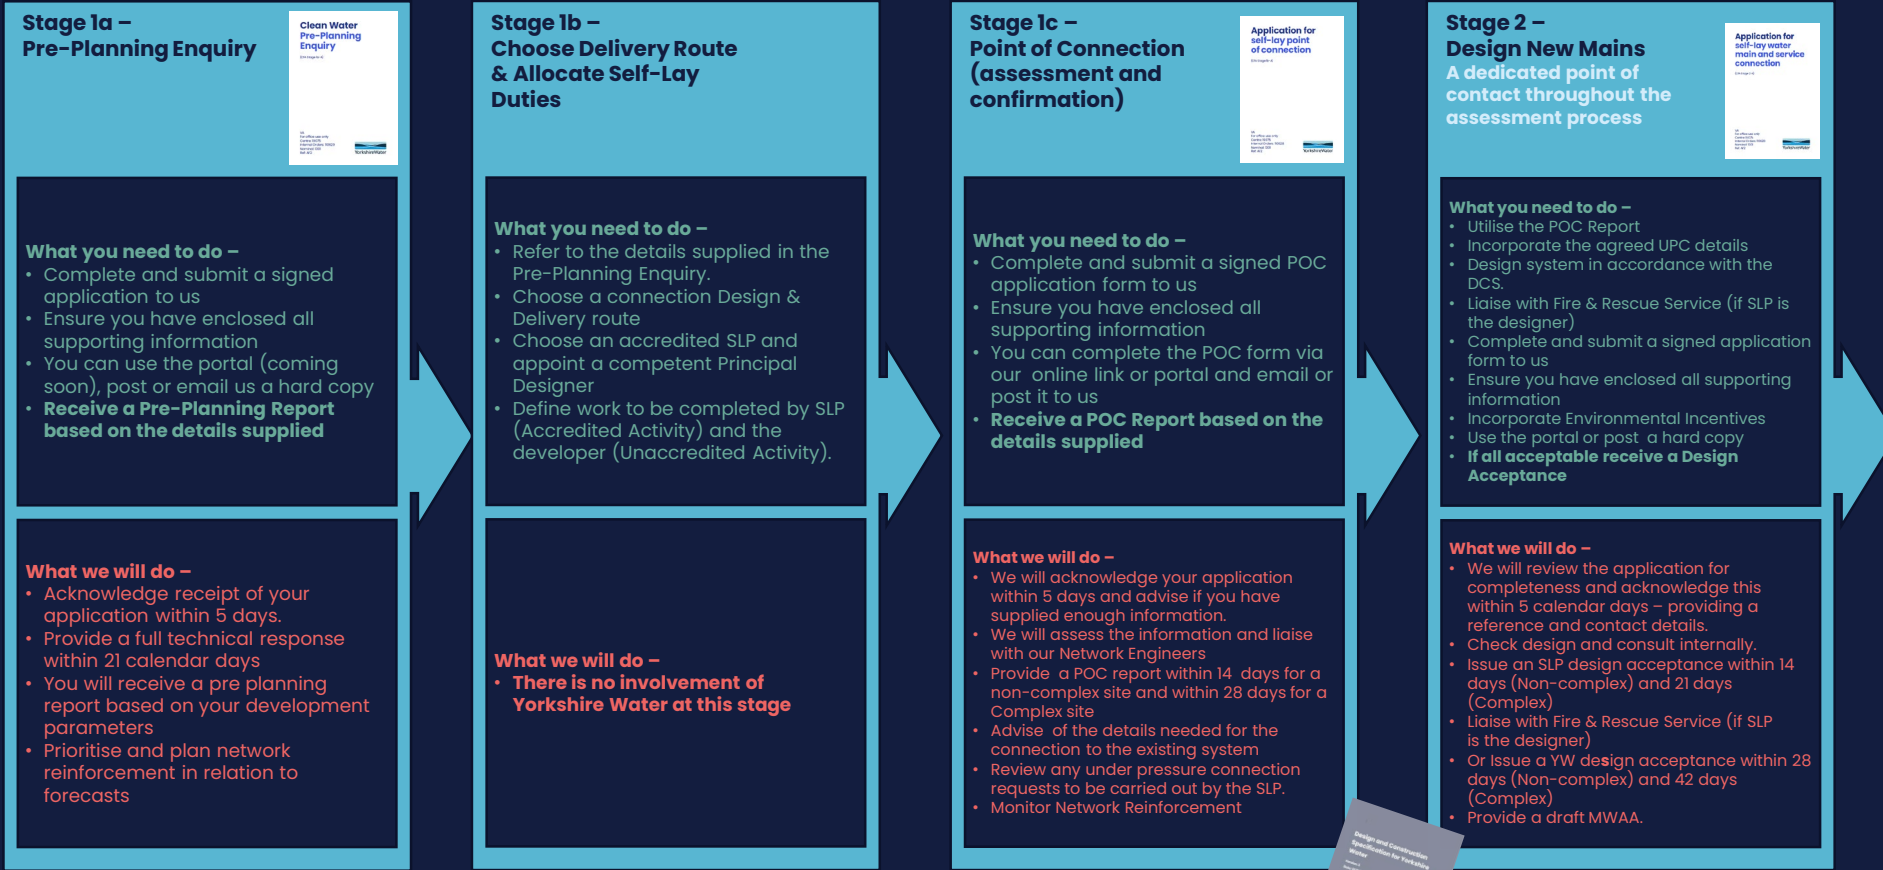 Stage 1a –
Pre-Planning Enquiry
Clean Water
Pre-Planning
Enquiry
What you need to do –
• Complete and submit a signed
application to us
• Ensure you have enclosed all
supporting information
• You can use the portal (coming
soon), post or email us a hard copy
• Receive a Pre-Planning Report
based on the details supplied
What we will do –
• Acknowledge receipt of your
application within 5 days.
• Provide a full technical response
within 21 calendar days
• You will receive a pre planning
report based on your development
parameters
• Prioritise and plan network
reinforcement in relation to
forecasts
Stage 1b –
Choose Delivery Route
& Allocate Self-Lay
Duties
What you need to do –
• Refer to the details supplied in the
Pre-Planning Enquiry.
• Choose a connection Design &
Delivery route
• Choose an accredited SLP and
appoint a competent Principal
Designer
• Define work to be completed by SLP
(Accredited Activity) and the
developer (Unaccredited Activity).
What we will do –
• There is no involvement of
Yorkshire Water at this stage
Stage 1c –
Point of Connection
(assessment and
confirmation)
Application for
self-lay point
of connection
YorkshireWater
What you need to do –
• Complete and submit a signed POC
application form to us
• Ensure you have enclosed all
supporting information
• You can complete the POC form via
our online link or portal and email or
post it to us
• Receive a POC Report based on the
details supplied
What we will do –
• We will acknowledge your application
within 5 days and advise if you have
supplied enough information.
• We will assess the information and liaise
with our Network Engineers
• Provide a POC report within 14 days for a
non-complex site and within 28 days for a
Complex site
• Advise of the details needed for the
connection to the existing system
• Review any under pressure connection
requests to be carried out by the SLP.
• Monitor Network Reinforcement
Design and Construction
Specification for Yorkshire
Water
Stage 2 –
Design New Mains
A dedicated point of
contact throughout the
assessment process
Application for
self-lay water
main and service
connection
YorkshireWater
What you need to do –
• Utilise the POC Report
• Incorporate the agreed UPC details
• Design system in accordance with the
DCS.
• Liaise with Fire & Rescue Service (if SLP is
the designer)
• Complete and submit a signed application
form to us
• Ensure you have enclosed all supporting
information
• Incorporate Environmental Incentives
• Use the portal or post a hard copy
• If all acceptable receive a Design
Acceptance
What we will do –
• We will review the application for
completeness and acknowledge this
within 5 calendar days – providing a
reference and contact details.
• Check design and consult internally.
• Issue an SLP design acceptance within 14
days (Non-complex) and 21 days
(Complex)
• Liaise with Fire & Rescue Service (if SLP
is the designer)
• Or Issue a YW design acceptance within 28
days (Non-complex) and 42 days
(Complex)
• Provide a draft MWAA.